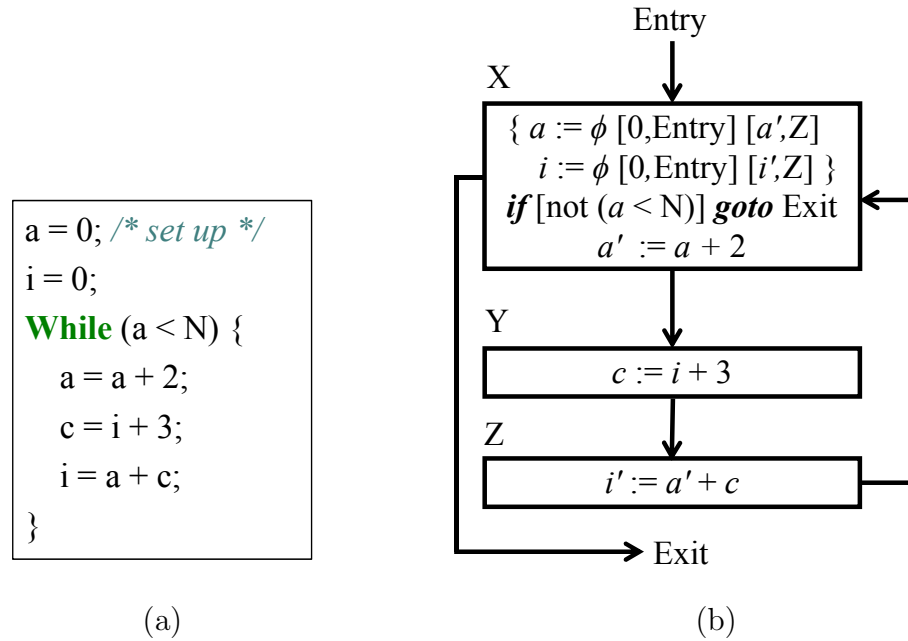 a = 0; /* set up */
i = 0;
While (a < N) {
a = a + 2;
c = i + 3;
i = a + c;
}
(a)
Entry
X
{ a := ϕ [0,Entry] [a′,Z]
i := ϕ [0,Entry] [i′,Z] }
if [not (a < N)] goto Exit
a′ := a + 2
Y
c := i + 3
Z
i′ := a′ + c
Exit
(b)